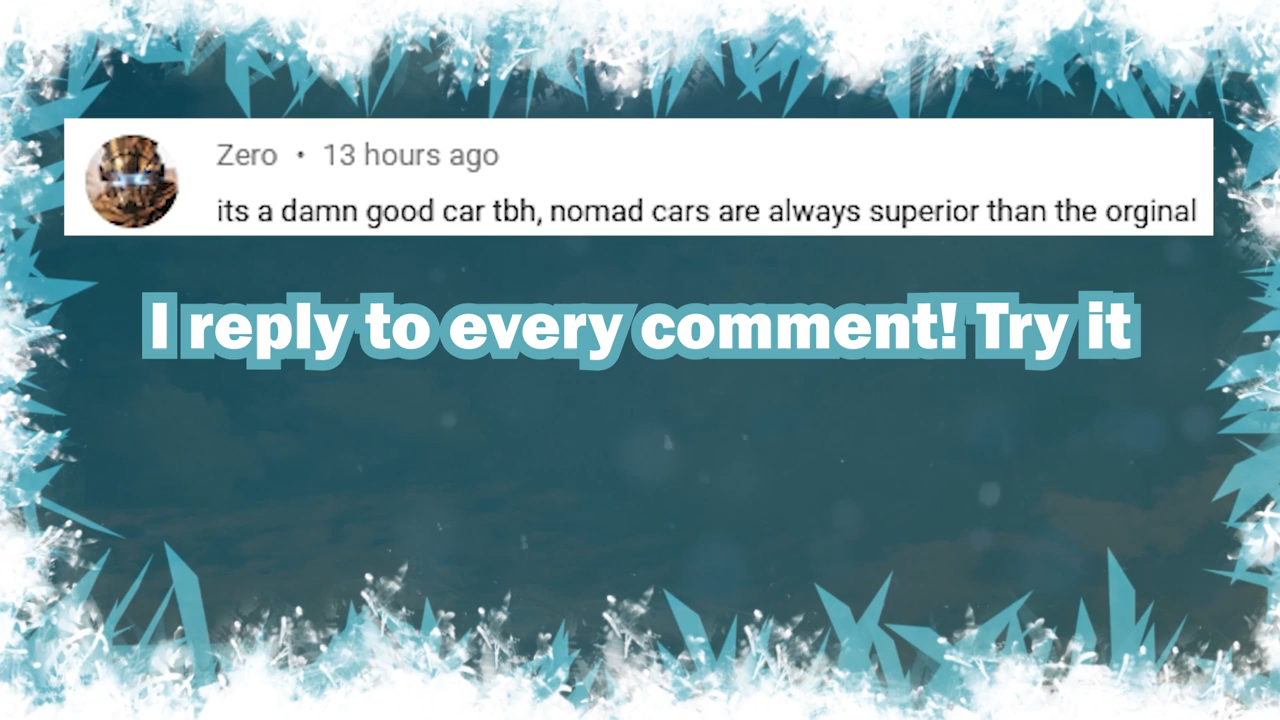 Zero • 13 hours ago
its a damn good car tbh, nomad cars are always superior than the orginal
I reply to every comment! Try it